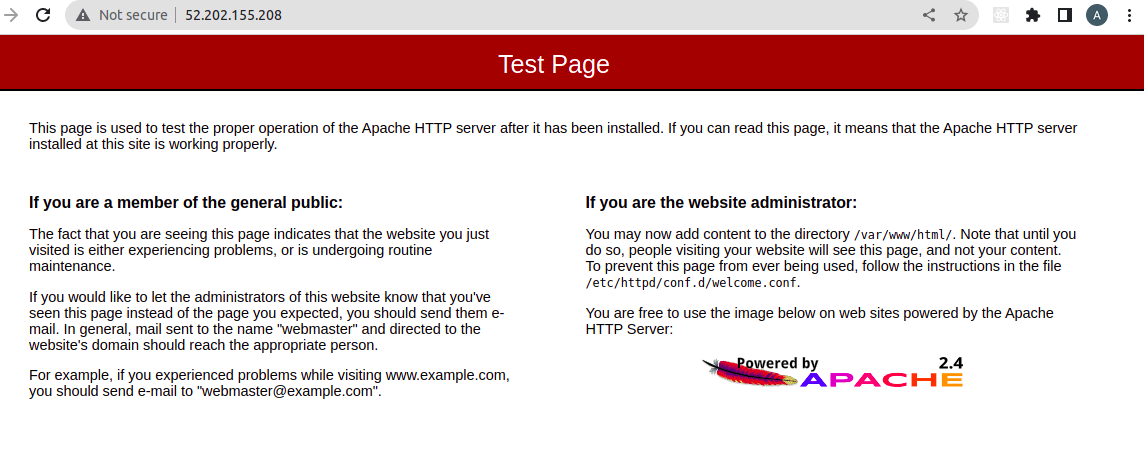 Not secure 52.202.155.208
A
Test Page
This page is used to test the proper operation of the Apache HTTP server after it has been installed. If you can read this page, it means that the Apache HTTP server
installed at this site is working properly.
If you are a member of the general public:
The fact that you are seeing this page indicates that the website you just
visited is either experiencing problems, or is undergoing routine
maintenance.
If you would like to let the administrators of this website know that you've
seen this page instead of the page you expected, you should send them e-
mail. In general, mail sent to the name "webmaster" and directed to the
website's domain should reach the appropriate person.
For example, if you experienced problems while visiting www.example.com,
you should send e-mail to "webmaster@example.com".
If you are the website administrator:
You may now add content to the directory /var/www/html/. Note that until you
do so, people visiting your website will see this page, and not your content.
To prevent this page from ever being used, follow the instructions in the file
/etc/httpd/conf.d/welcome.conf.
You are free to use the image below on web sites powered by the Apache
HTTP Server:
Powered by 2.4
APACHE